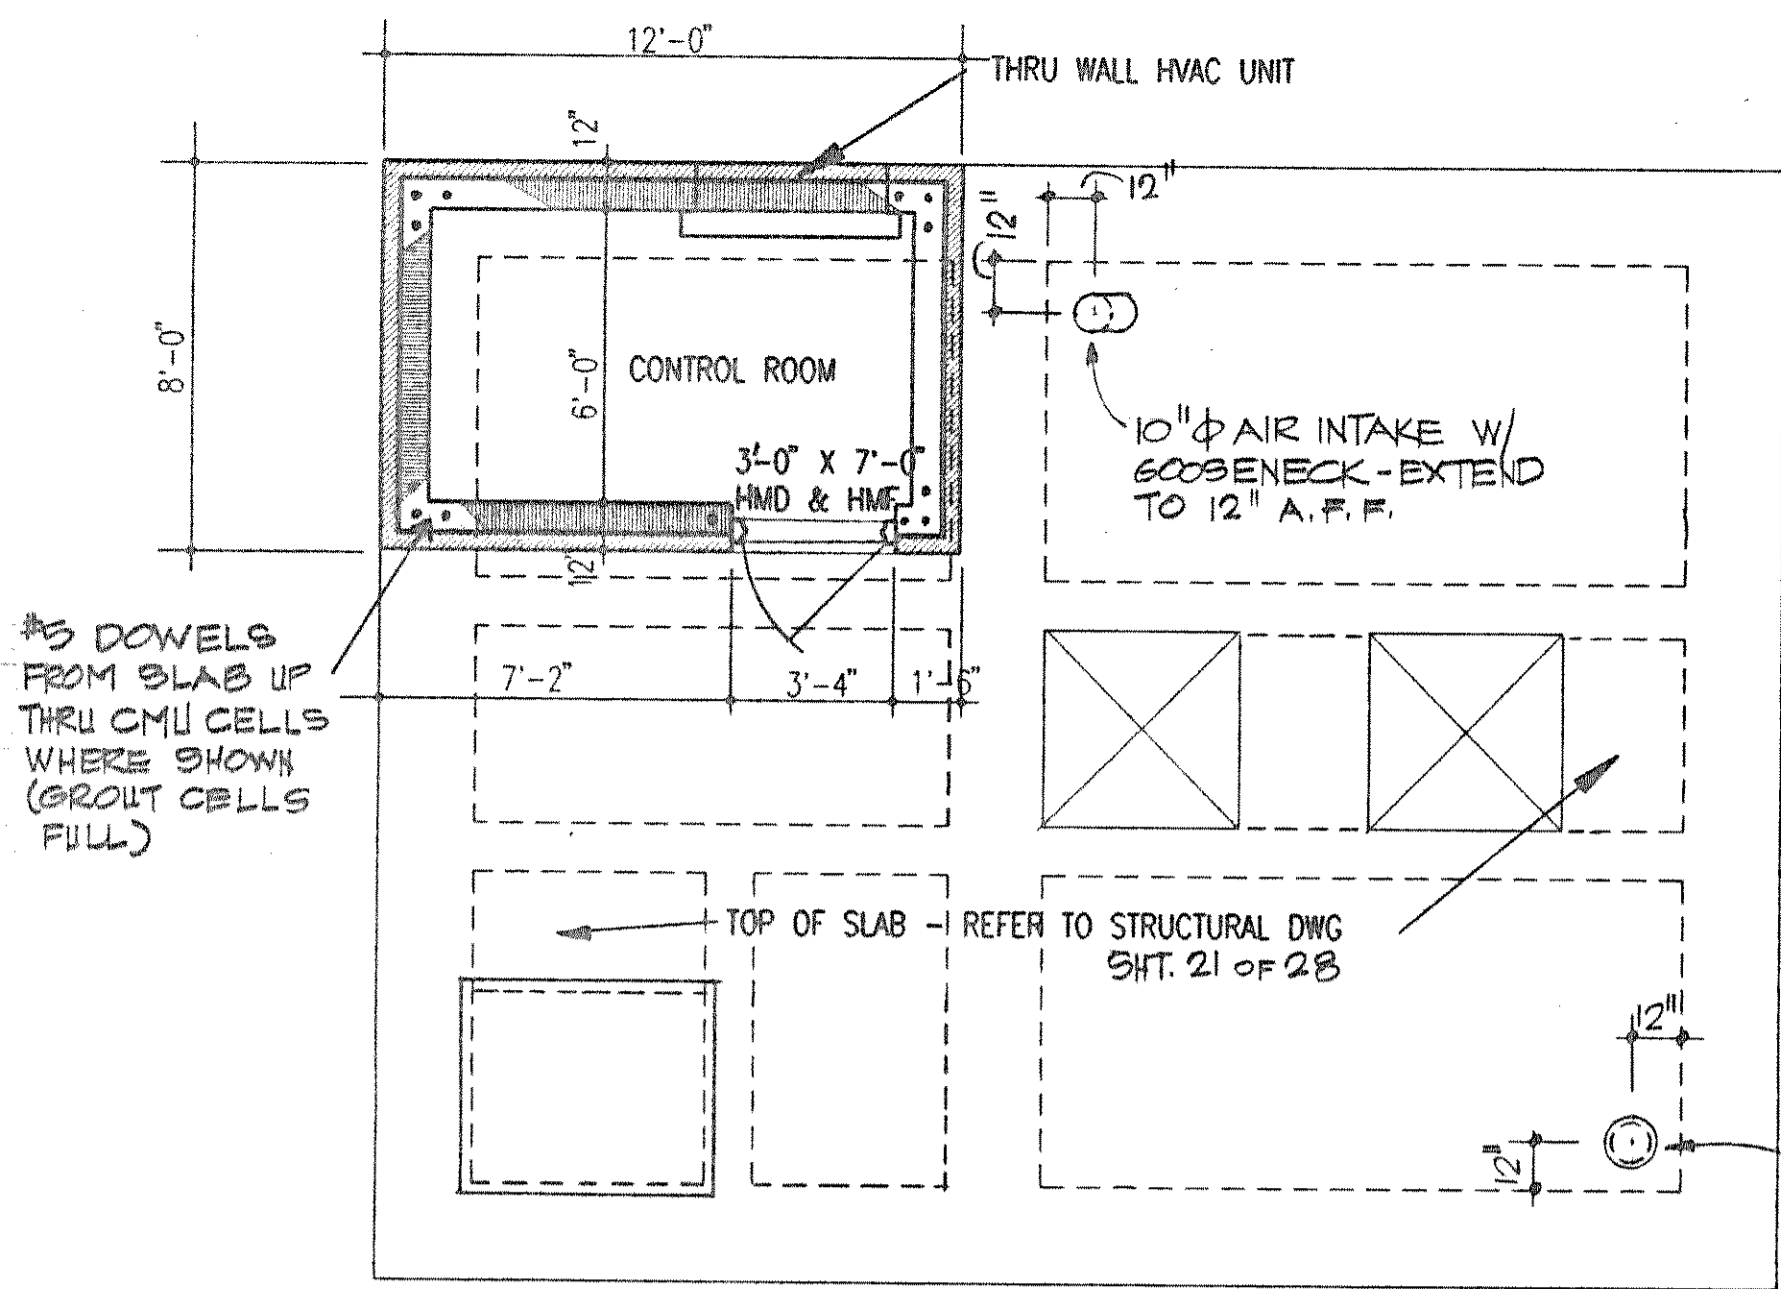 12'-0"
THRU WALL HVAC UNIT
12"
12"
12"
8'-0"
6'-0"
CONTROL ROOM
3'-0" X 7'-0"
HMD & HMF
10"⌀ AIR INTAKE W/
GOOSENECK - EXTEND
TO 12" A.F.F.
12"
#5 DOWELS
FROM SLAB UP
THRU CMU CELLS
WHERE SHOWN
(GROUT CELLS
FULL)
7'-2"
3'-4"
1'-6"
TOP OF SLAB - REFER TO STRUCTURAL DWG
SHT. 21 OF 28
12"
12"